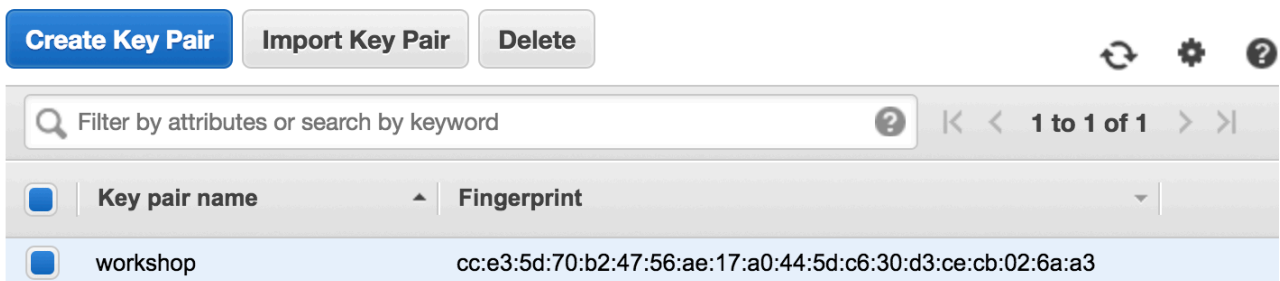 Create Key Pair Import Key Pair Delete
Filter by attributes or search by keyword 1 to 1 of 1
Key pair name Fingerprint
workshop cc:e3:5d:70:b2:47:56:ae:17:a0:44:5d:c6:30:d3:ce:cb:02:6a:a3